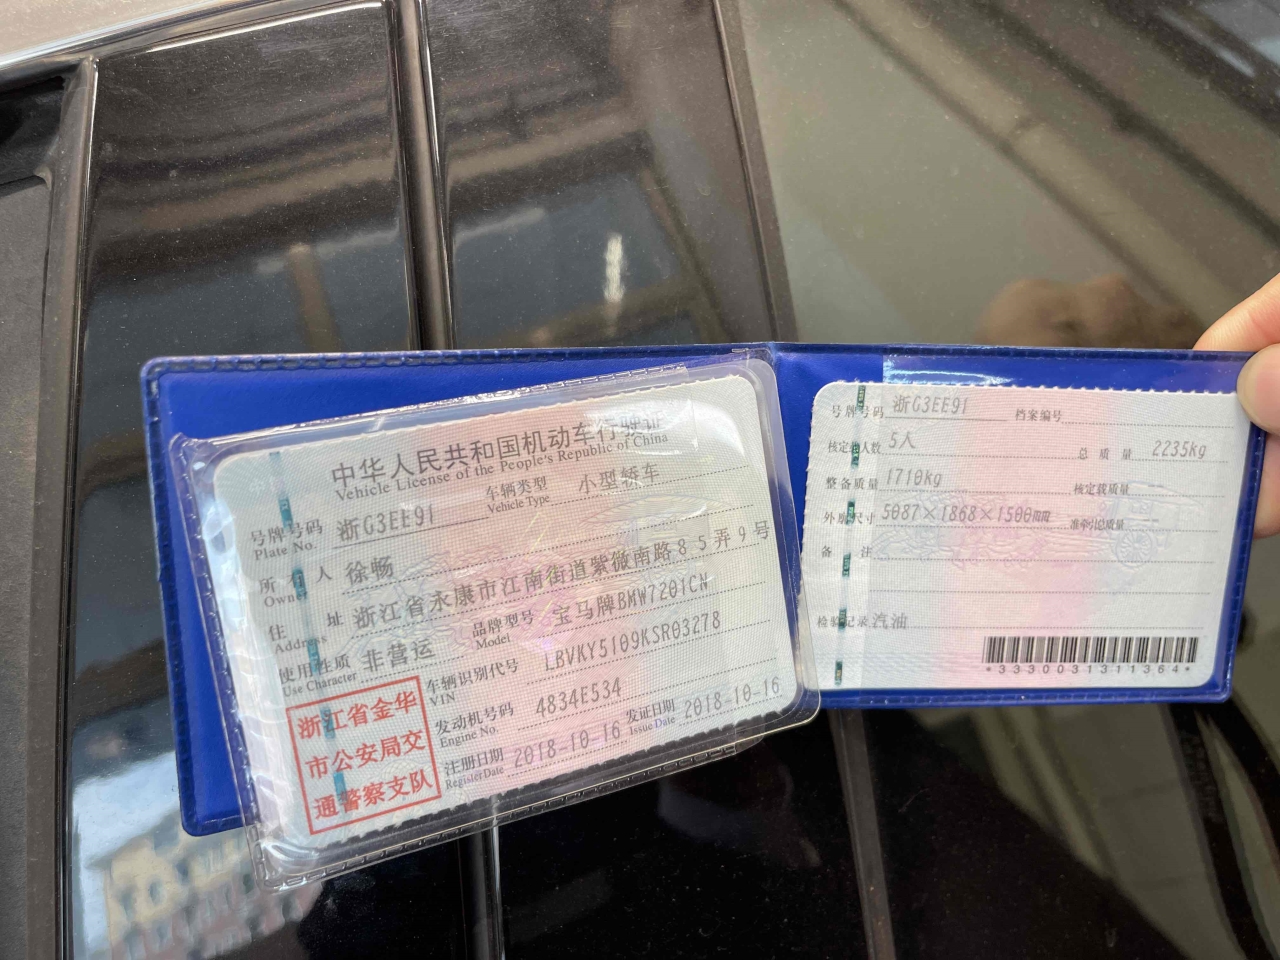 中华人民共和国机动车行驶证
Vehicle License of the People's Republic of China
号牌号码 浙G3EE91 车辆类型 小型轿车
Plate No. Vehicle Type
所有人 徐畅
Owner
住址 浙江省永康市江南街道紫微南路85弄9号
Address
使用性质 非营运 品牌型号 宝马牌BMW7201CN
Use Character Model
车辆识别代号 LBVKY5109KSR03278
VIN
发动机号码 4834E534
Engine No.
注册日期 2018-10-16 发证日期 2018-10-16
Register Date Issue Date
浙江省金华
市公安局交
通警察支队
号牌号码 浙G3EE91 档案编号
核定载人数 5人 总质量 2235kg
整备质量 1710kg 核定载质量
外廓尺寸 5087×1868×1500mm 准牵引总质量
备注
检验记录 汽油
*3330031311364*